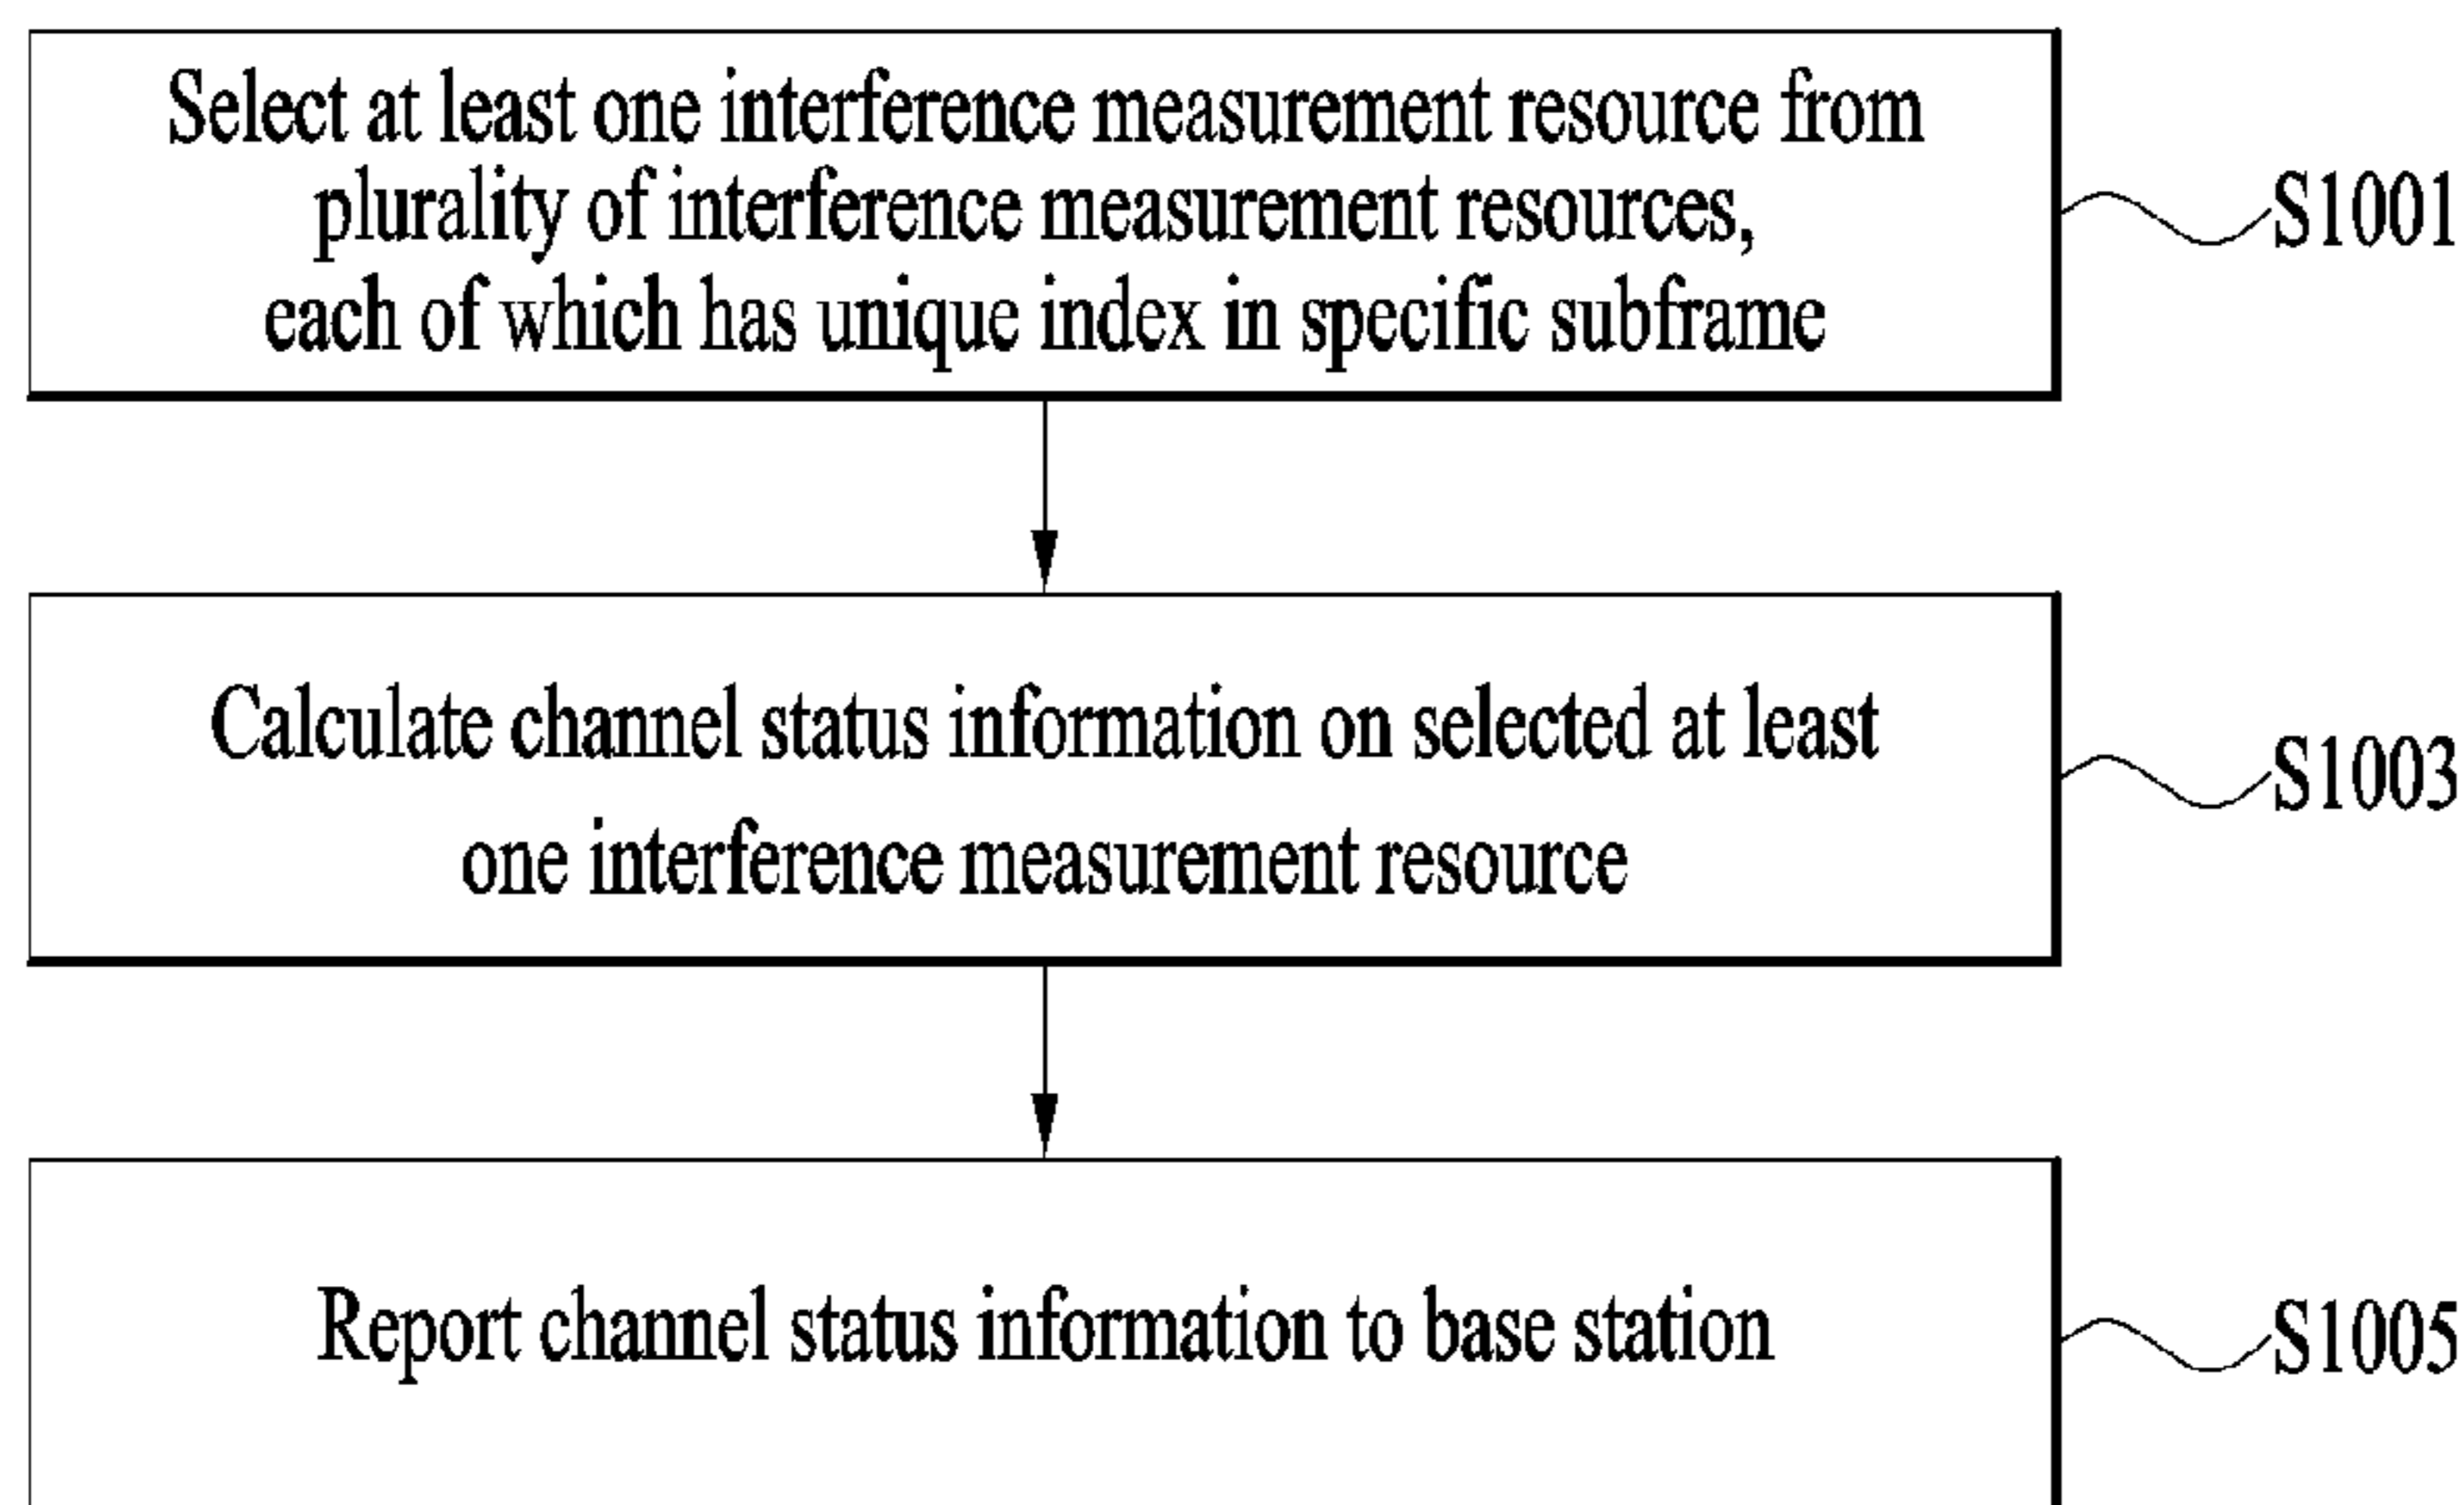 Select at least one interference measurement resource from
plurality of interference measurement resources,
each of which has unique index in specific subframe
S1001
Calculate channel status information on selected at least
one interference measurement resource
S1003
Report channel status information to base station
S1005